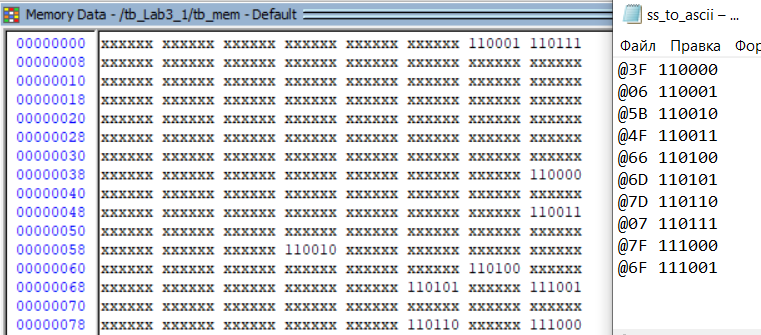 Memory Data - /tb_Lab3_1/tb_mem - Default
00000000 xxxxxx xxxxxx xxxxxx xxxxxx xxxxxx xxxxxx 110001 110111
00000008 xxxxxx xxxxxx xxxxxx xxxxxx xxxxxx xxxxxx xxxxxx xxxxxx
00000010 xxxxxx xxxxxx xxxxxx xxxxxx xxxxxx xxxxxx xxxxxx xxxxxx
00000018 xxxxxx xxxxxx xxxxxx xxxxxx xxxxxx xxxxxx xxxxxx xxxxxx
00000020 xxxxxx xxxxxx xxxxxx xxxxxx xxxxxx xxxxxx xxxxxx xxxxxx
00000028 xxxxxx xxxxxx xxxxxx xxxxxx xxxxxx xxxxxx xxxxxx xxxxxx
00000030 xxxxxx xxxxxx xxxxxx xxxxxx xxxxxx xxxxxx xxxxxx xxxxxx
00000038 xxxxxx xxxxxx xxxxxx xxxxxx xxxxxx xxxxxx xxxxxx 110000
00000040 xxxxxx xxxxxx xxxxxx xxxxxx xxxxxx xxxxxx xxxxxx xxxxxx
00000048 xxxxxx xxxxxx xxxxxx xxxxxx xxxxxx xxxxxx xxxxxx 110011
00000050 xxxxxx xxxxxx xxxxxx xxxxxx xxxxxx xxxxxx xxxxxx xxxxxx
00000058 xxxxxx xxxxxx xxxxxx 110010 xxxxxx xxxxxx xxxxxx xxxxxx
00000060 xxxxxx xxxxxx xxxxxx xxxxxx xxxxxx xxxxxx 110100 xxxxxx
00000068 xxxxxx xxxxxx xxxxxx xxxxxx xxxxxx 110101 xxxxxx 111001
00000070 xxxxxx xxxxxx xxxxxx xxxxxx xxxxxx xxxxxx xxxxxx xxxxxx
00000078 xxxxxx xxxxxx xxxxxx xxxxxx xxxxxx 110110 xxxxxx 111000
ss_to_ascii – ...
Файл Правка Фор
@3F 110000
@06 110001
@5B 110010
@4F 110011
@66 110100
@6D 110101
@7D 110110
@07 110111
@7F 111000
@6F 111001